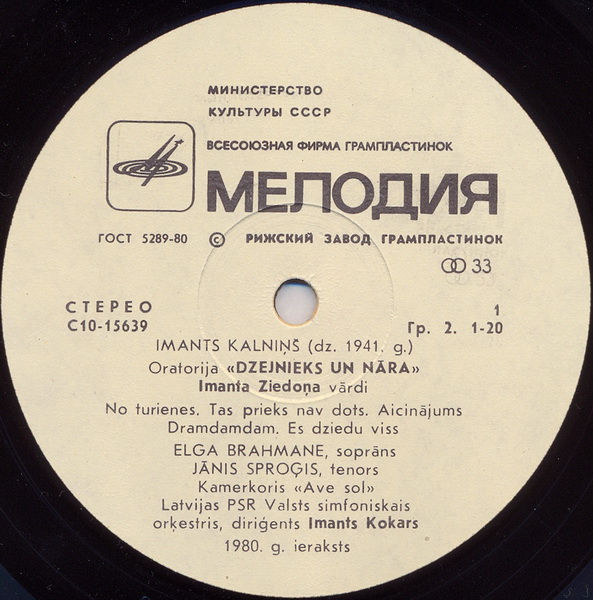 МИНИСТЕРСТВО
КУЛЬТУРЫ СССР
ВСЕСОЮЗНАЯ ФИРМА ГРАМПЛАСТИНОК
МЕЛОДИЯ
ГОСТ 5289-80 © РИЖСКИЙ ЗАВОД ГРАМПЛАСТИНОК
33
СТЕРЕО 1
С10-15639 Гр. 2. 1-20
IMANTS KALNIŅŠ (dz. 1941. g.)
Oratorija «DZEJNIEKS UN NĀRA»
Imanta Ziedoņa vārdi
No turienes. Tas prieks nav dots. Aicinājums
Dramdamdam. Es dziedu viss
ELGA BRAHMANE, soprāns
JĀNIS SPROĢIS, tenors
Kamerkoris «Ave sol»
Latvijas PSR Valsts simfoniskais
orķestris, diriģents Imants Kokars
1980. g. ieraksts